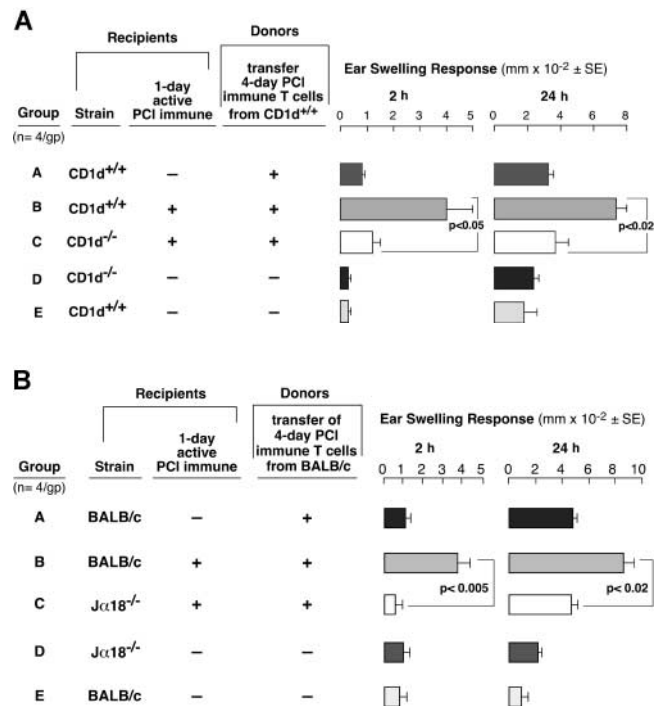 A
Recipients
Donors
1-day
active
PCI immune
transfer
4-day PCI
immune T cells
from CD1d+/+
Ear Swelling Response (mm x 10-2 ± SE)
2 h
24 h
Group
Strain
(n= 4/gp)
0 1 2 3 4 5
0 2 4 6 8
A CD1d+/+ – +
B CD1d+/+ + +
p<0.05
p<0.02
C CD1d-/- + +
D CD1d-/- – –
E CD1d+/+ – –
B
Recipients
Donors
1-day
active
PCI immune
transfer of
4-day PCI
immune T cells
from BALB/c
Ear Swelling Response (mm x 10-2 ± SE)
2 h
24 h
Group
Strain
(n= 4/gp)
0 1 2 3 4 5
0 2 4 6 8 10
A BALB/c – +
B BALB/c + +
p< 0.005
p< 0.02
C Jα18-/- + +
D Jα18-/- – –
E BALB/c – –